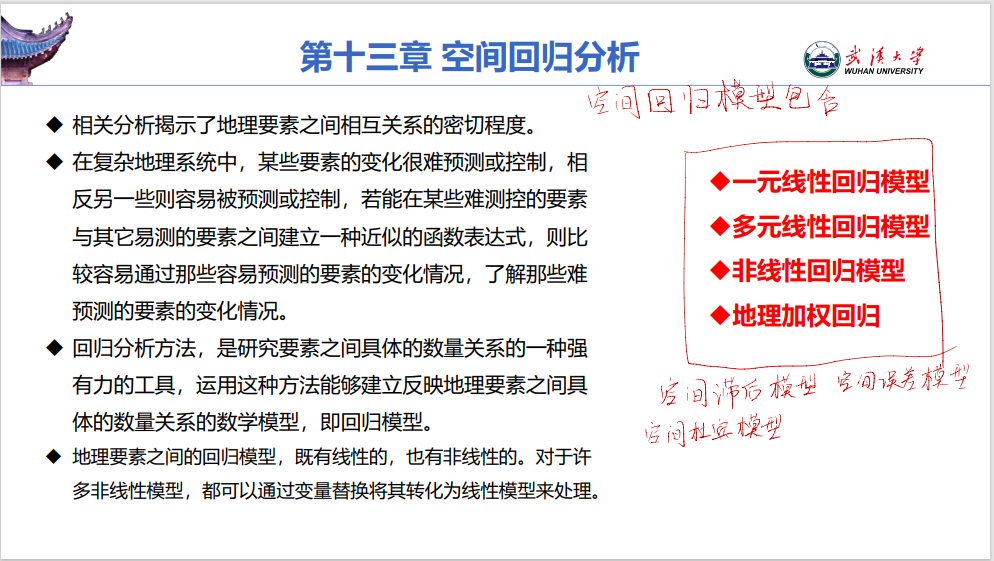 第十三章 空间回归分析
武汉大学
WUHAN UNIVERSITY
空间回归模型包含
◆ 相关分析揭示了地理要素之间相互关系的密切程度。
◆ 在复杂地理系统中，某些要素的变化很难预测或控制，相
反另一些则容易被预测或控制，若能在某些难测控的要素
与其它易测的要素之间建立一种近似的函数表达式，则比
较容易通过那些容易预测的要素的变化情况，了解那些难
预测的要素的变化情况。
◆ 回归分析方法，是研究要素之间具体的数量关系的一种强
有力的工具，运用这种方法能够建立反映地理要素之间具
体的数量关系的数学模型，即回归模型。
◆ 地理要素之间的回归模型，既有线性的，也有非线性的。对于许
多非线性模型，都可以通过变量替换将其转化为线性模型来处理。
◆一元线性回归模型
◆多元线性回归模型
◆非线性回归模型
◆地理加权回归
空间滞后模型 空间误差模型
空间杜宾模型